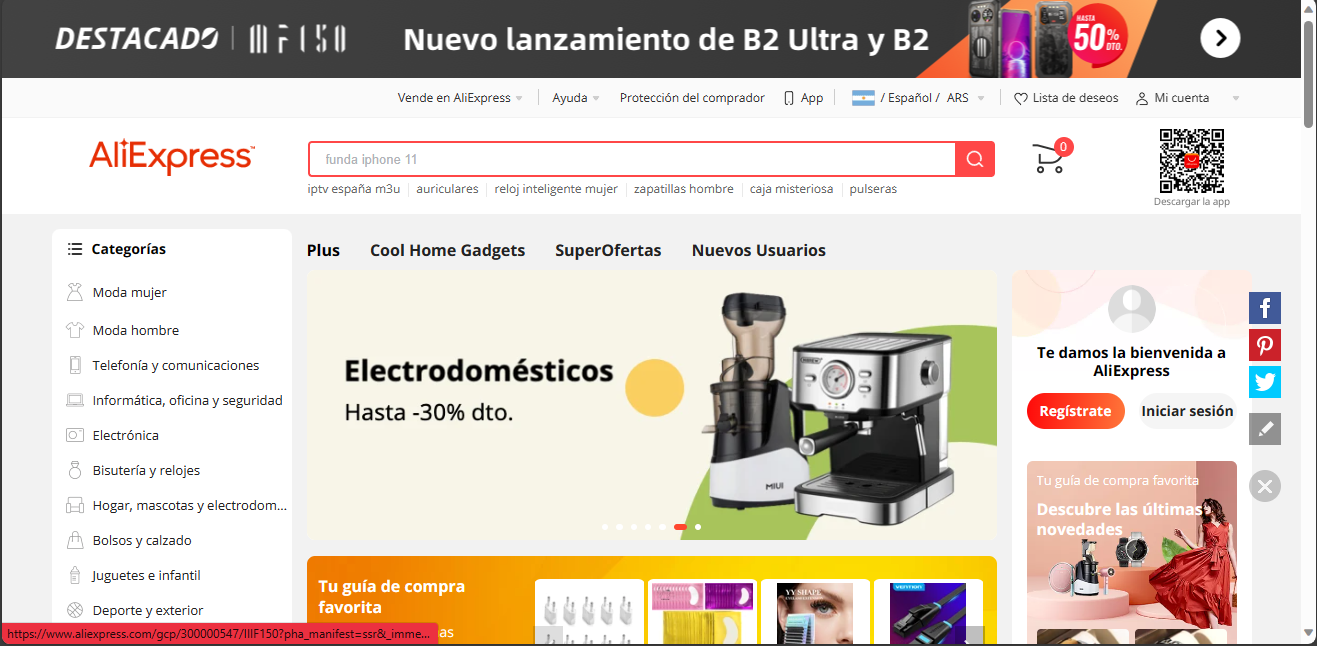 DESTACADO
IIIF150
Nuevo lanzamiento de B2 Ultra y B2
HASTA
50%
DTO.
Vende en AliExpress
Ayuda
Protección del comprador
App
/ Español / ARS
Lista de deseos
Mi cuenta
AliExpress
funda iphone 11
0
iptv españa m3u
auriculares
reloj inteligente mujer
zapatillas hombre
caja misteriosa
pulseras
Descargar la app
Categorías
Moda mujer
Moda hombre
Telefonía y comunicaciones
Informática, oficina y seguridad
Electrónica
Bisutería y relojes
Hogar, mascotas y electrodom...
Bolsos y calzado
Juguetes e infantil
Deporte y exterior
Plus
Cool Home Gadgets
SuperOfertas
Nuevos Usuarios
Electrodomésticos
Hasta -30% dto.
MIUI
Te damos la bienvenida a
AliExpress
Regístrate
Iniciar sesión
Tu guía de compra favorita
Descubre las últimas
novedades
Tu guía de compra
favorita
as
YY SHAPE
https://www.aliexpress.com/gcp/300000547/IIIF150?pha_manifest=ssr&_imme...